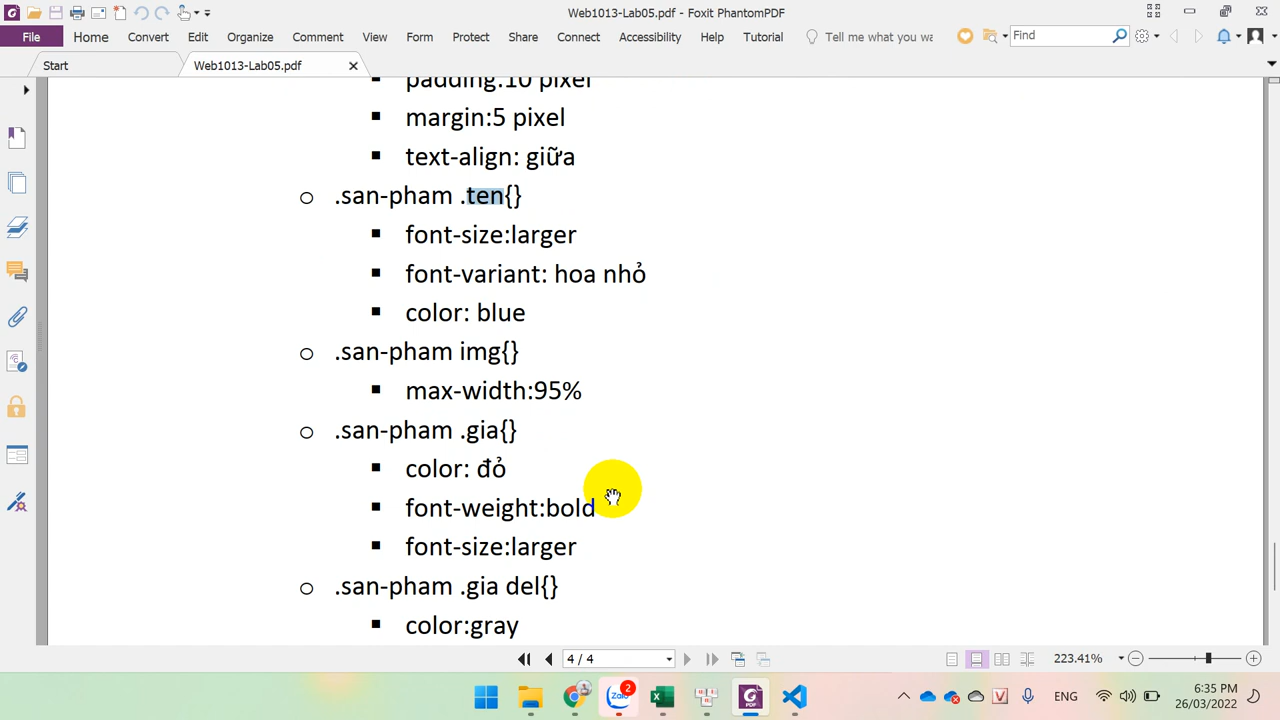 Web1013-Lab05.pdf - Foxit PhantomPDF
File Home Convert Edit Organize Comment View Form Protect Share Connect Accessibility Help Tutorial Tell me what you wa Find
Start Web1013-Lab05.pdf
padding:10 pixel
margin:5 pixel
text-align: giữa
.san-pham .ten{}
font-size:larger
font-variant: hoa nhỏ
color: blue
.san-pham img{}
max-width:95%
.san-pham .gia{}
color: đỏ
font-weight:bold
font-size:larger
.san-pham .gia del{}
color:gray
4 / 4 223.41%
Zalo 2 PDF V ENG 6:35 PM
26/03/2022